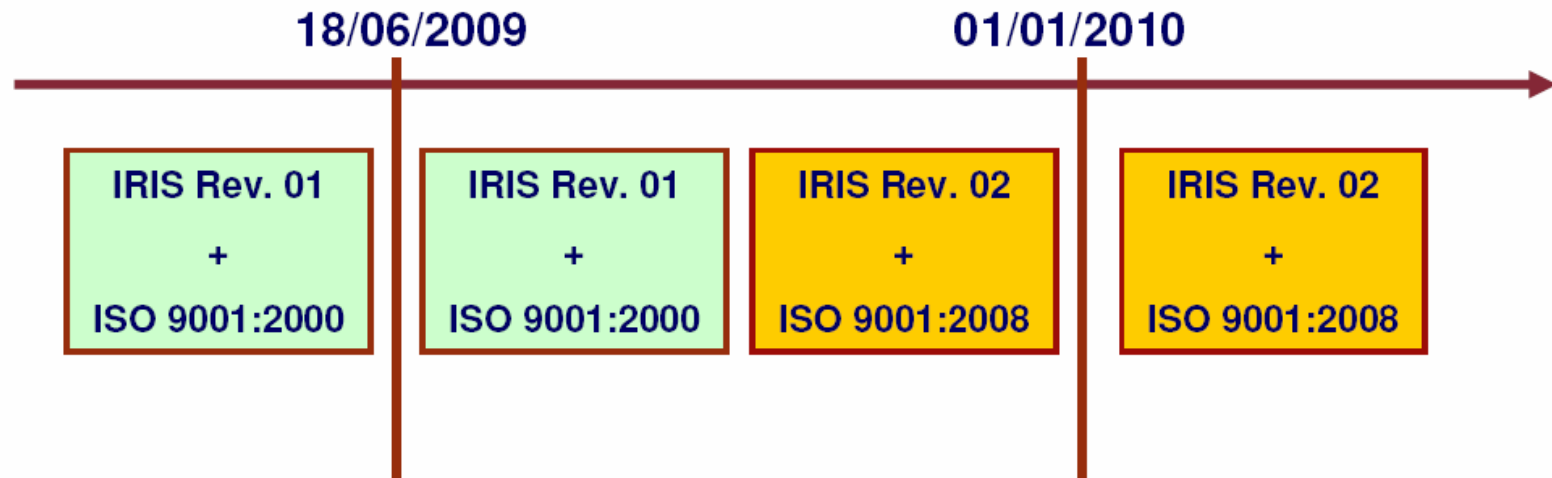 18/06/2009
01/01/2010
IRIS Rev. 01
+
ISO 9001:2000
IRIS Rev. 01
+
ISO 9001:2000
IRIS Rev. 02
+
ISO 9001:2008
IRIS Rev. 02
+
ISO 9001:2008